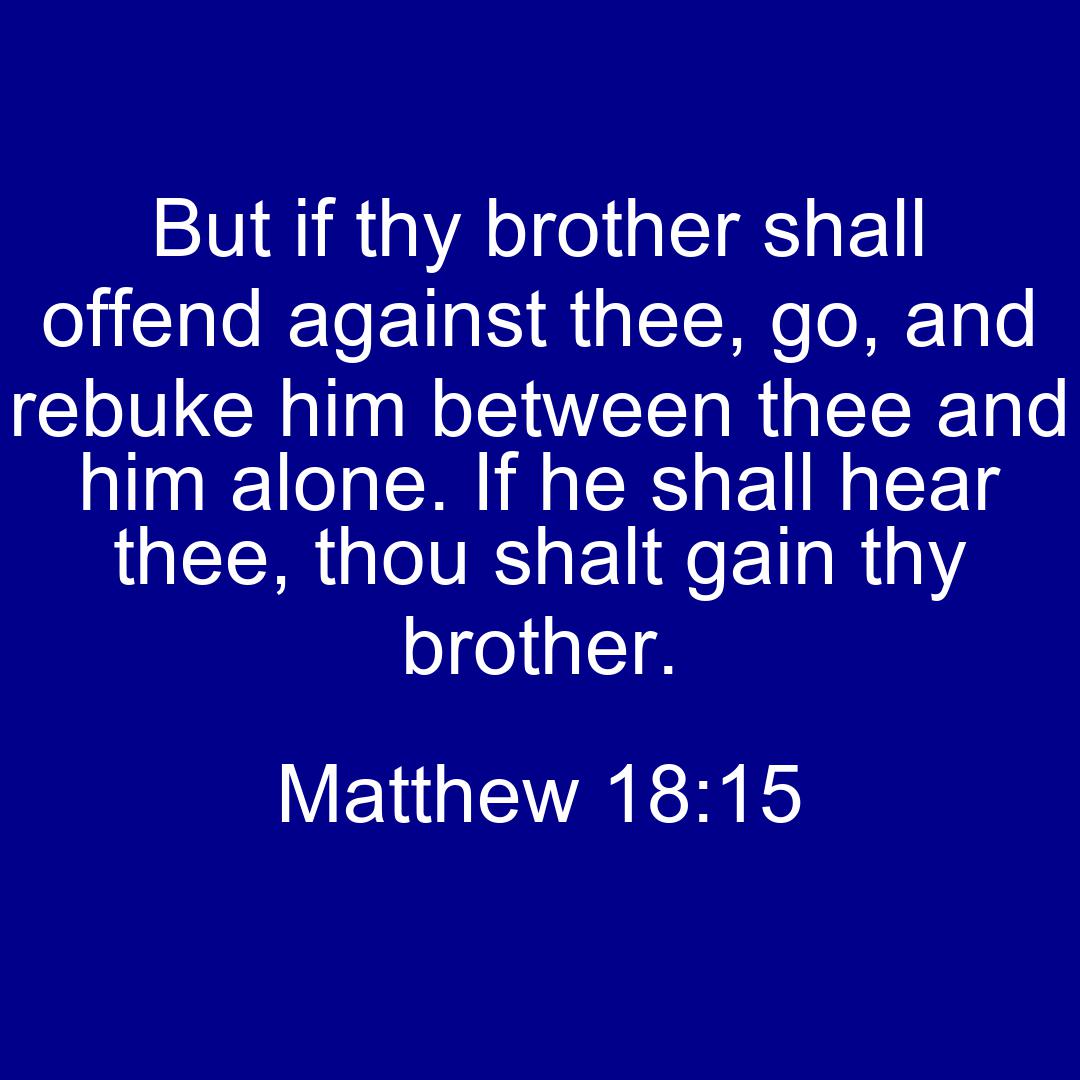 But if thy brother shall
offend against thee, go, and
rebuke him between thee and
him alone. If he shall hear
thee, thou shalt gain thy
brother.
Matthew 18:15